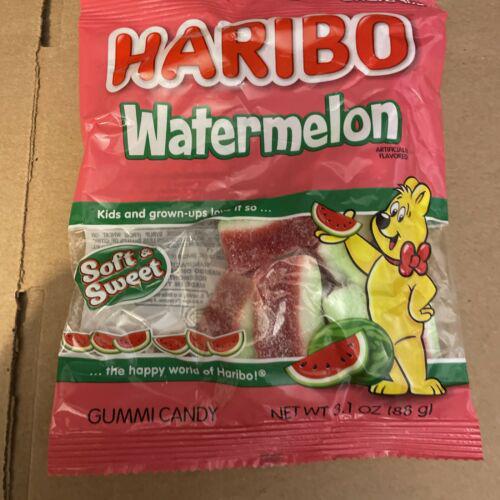 HARIBO
Watermelon
ARTIFICIALLY
FLAVORED
Kids and grown-ups love it so ...
Soft &
Sweet
... the happy world of Haribo!®
GUMMI CANDY
NET WT 3.1 OZ (88 g)